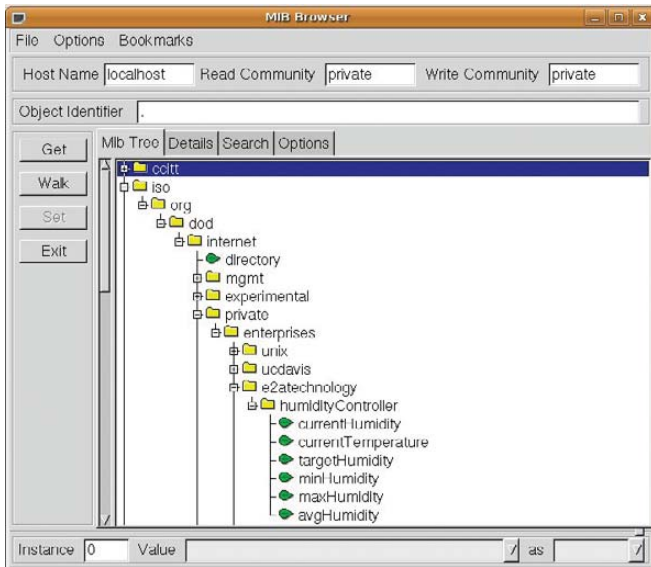 MIB Browser
File Options Bookmarks
Host Name localhost Read Community private Write Community private
Object Identifier .
Get
Walk
Set
Exit
Mib Tree Details Search Options
ccitt
iso
org
dod
internet
directory
mgmt
experimental
private
enterprises
unix
ucdavis
e2atechnology
humidityController
currentHumidity
currentTemperature
targetHumidity
minHumidity
maxHumidity
avgHumidity
Instance 0 Value as